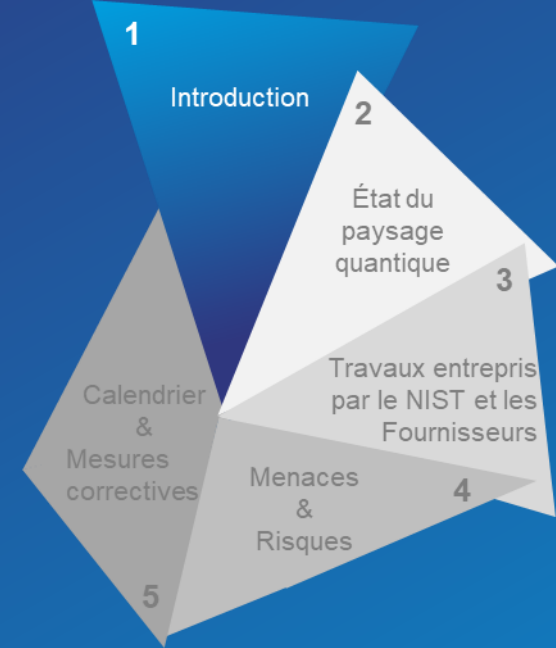 1
Introduction
2
État du
paysage
quantique
3
Travaux entrepris
par le NIST et les
Fournisseurs
4
Menaces
&
Risques
5
Calendrier
&
Mesures
correctives